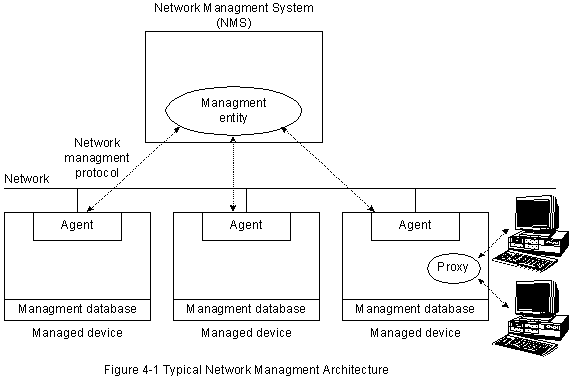 Network Managment System
(NMS)
Managment
entity
Network
managment
protocol
Network
Agent
Agent
Agent
Proxy
Managment database
Managment database
Managment database
Managed device
Managed device
Managed device
Figure 4-1 Typical Network Managment Architecture